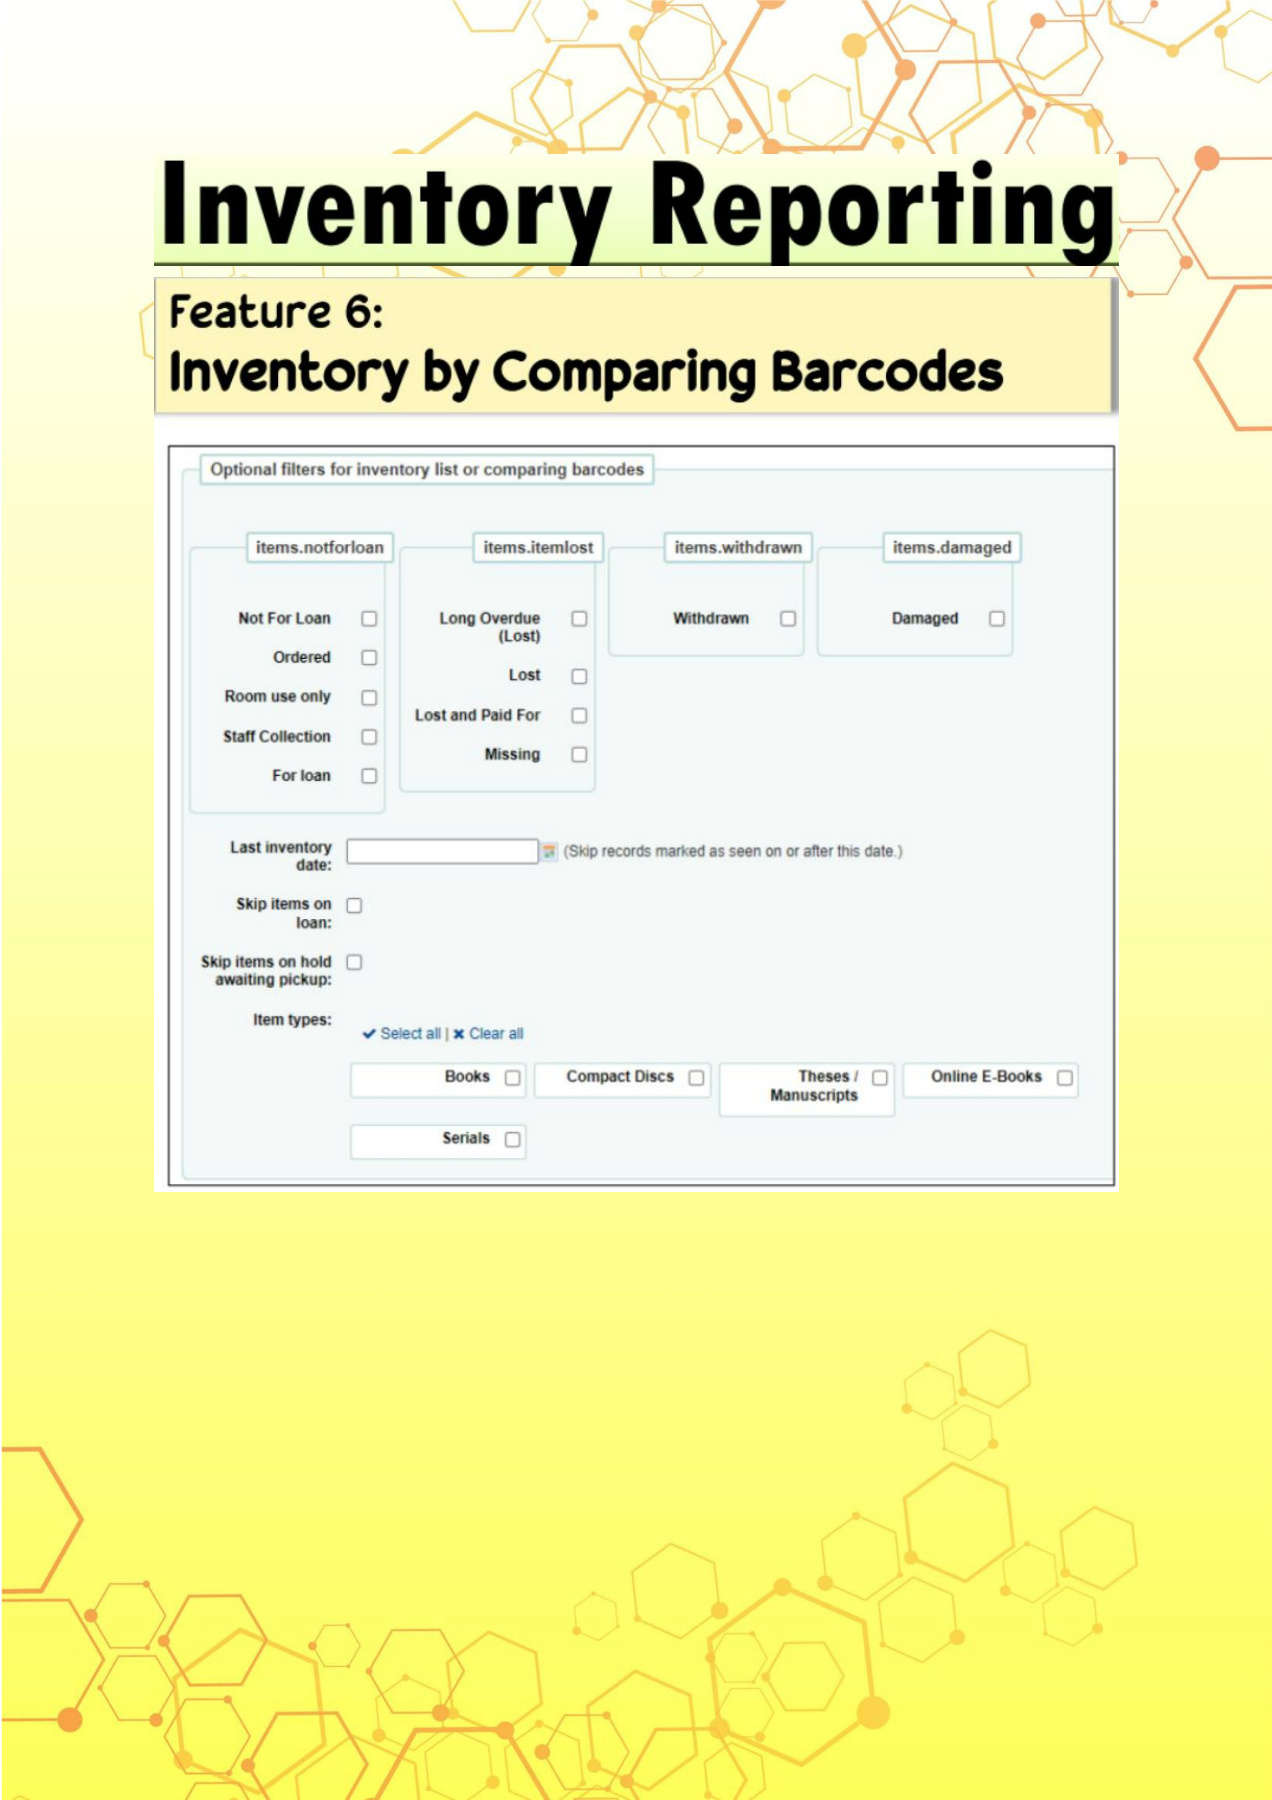 Inventory Reporting
Feature 6:
Inventory by Comparing Barcodes
Optional filters for inventory list or comparing barcodes
items.notforloan
items.itemlost
items.withdrawn
items.damaged
Not For Loan
Ordered
Room use only
Staff Collection
For loan
Long Overdue
(Lost)
Lost
Lost and Paid For
Missing
Withdrawn
Damaged
Last inventory
date:
(Skip records marked as seen on or after this date.)
Skip items on
loan:
Skip items on hold
awaiting pickup:
Item types:
Select all | Clear all
Books
Compact Discs
Theses /
Manuscripts
Online E-Books
Serials